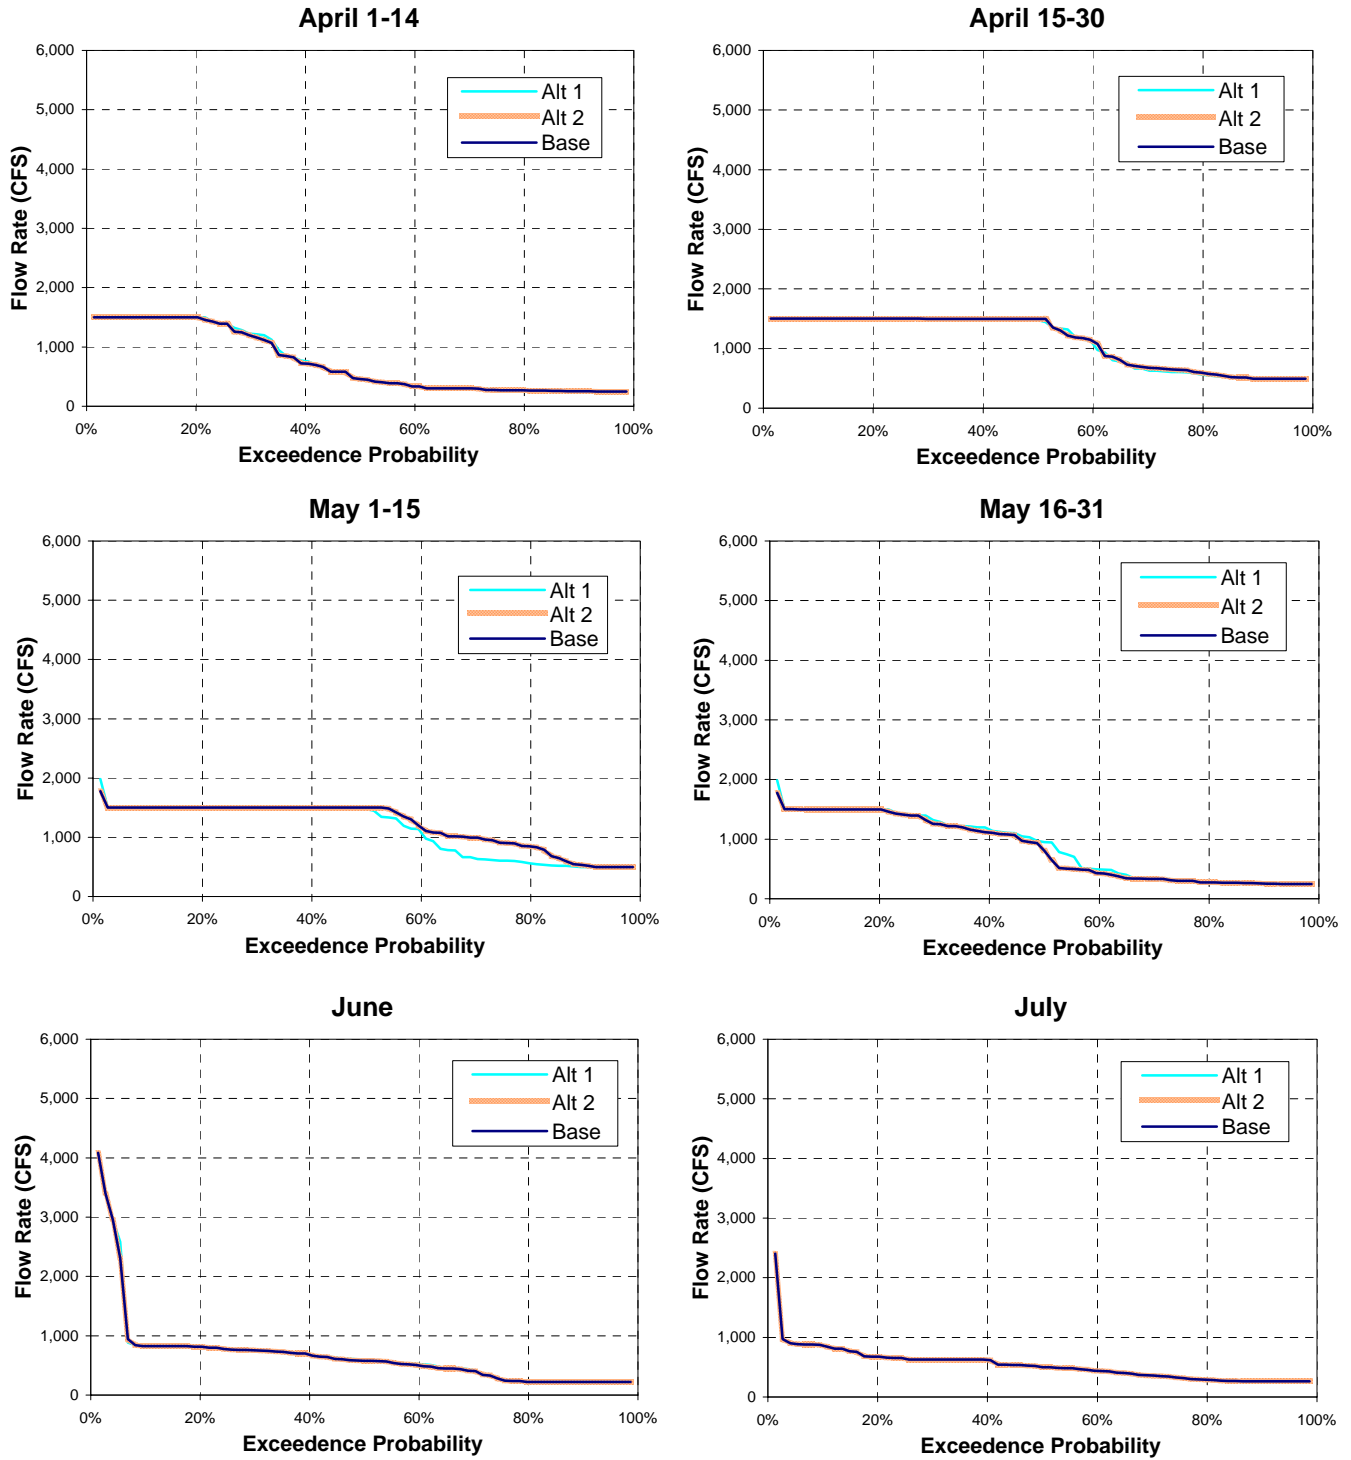 April 1-14
6,000
5,000
4,000
3,000
2,000
1,000
0
Flow Rate (CFS)
Alt 1
Alt 2
Base
0% 20% 40% 60% 80% 100%
Exceedence Probability
April 15-30
6,000
5,000
4,000
3,000
2,000
1,000
0
Flow Rate (CFS)
Alt 1
Alt 2
Base
0% 20% 40% 60% 80% 100%
Exceedence Probability
May 1-15
6,000
5,000
4,000
3,000
2,000
1,000
0
Flow Rate (CFS)
Alt 1
Alt 2
Base
0% 20% 40% 60% 80% 100%
Exceedence Probability
May 16-31
6,000
5,000
4,000
3,000
2,000
1,000
0
Flow Rate (CFS)
Alt 1
Alt 2
Base
0% 20% 40% 60% 80% 100%
Exceedence Probability
June
6,000
5,000
4,000
3,000
2,000
1,000
0
Flow Rate (CFS)
Alt 1
Alt 2
Base
0% 20% 40% 60% 80% 100%
Exceedence Probability
July
6,000
5,000
4,000
3,000
2,000
1,000
0
Flow Rate (CFS)
Alt 1
Alt 2
Base
0% 20% 40% 60% 80% 100%
Exceedence Probability